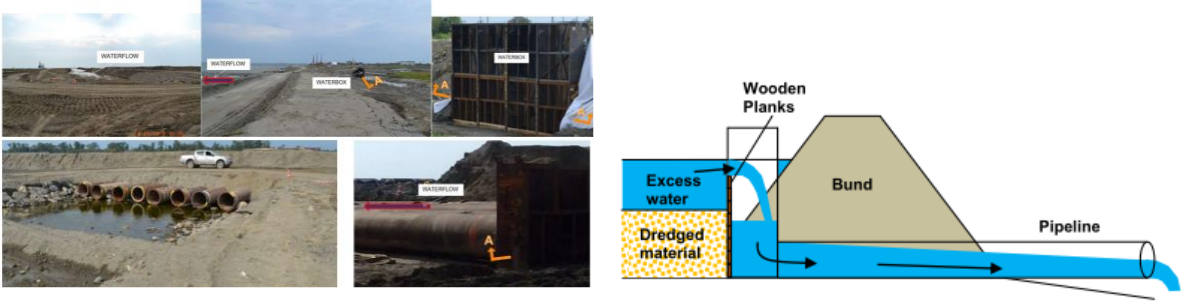 WATERFLOW
WATERFLOW
WATERBOX
A
WATERBOX
A
WATERFLOW
A
Wooden
Planks
Excess
water
Bund
Dredged
material
Pipeline